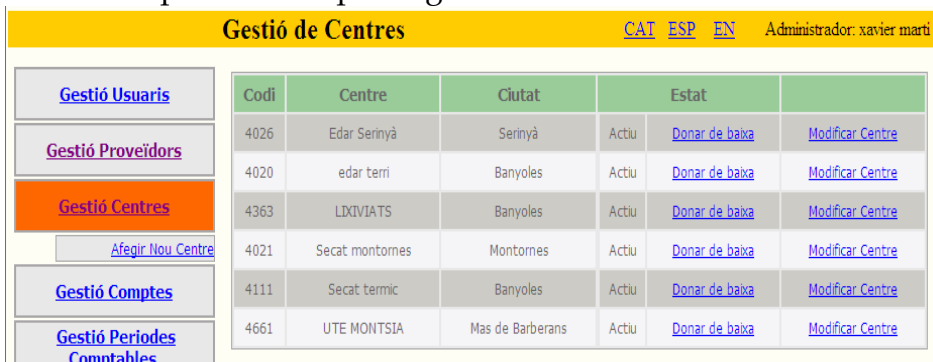 Gestió de Centres CAT ESP EN Administrador: xavier marti
Gestió Usuaris
Gestió Proveïdors
Gestió Centres
Afegir Nou Centre
Gestió Comptes
Gestió Periodes
Comptables
Codi Centre Ciutat Estat
4026 Edar Serinyà Serinyà Actiu Donar de baixa Modificar Centre
4020 edar terri Banyoles Actiu Donar de baixa Modificar Centre
4363 LIXIVIATS Banyoles Actiu Donar de baixa Modificar Centre
4021 Secat montornes Montornes Actiu Donar de baixa Modificar Centre
4111 Secat termic Banyoles Actiu Donar de baixa Modificar Centre
4661 UTE MONTSIA Mas de Barberans Actiu Donar de baixa Modificar Centre